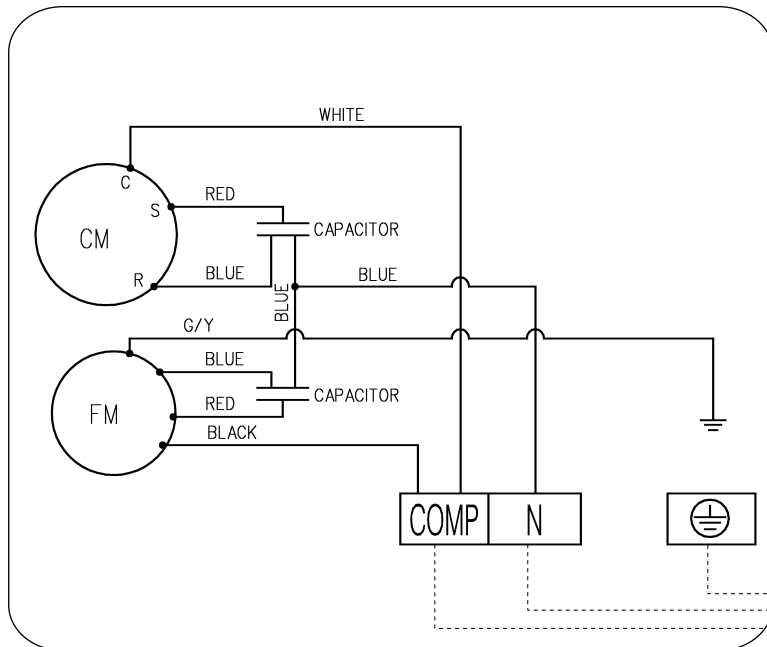 WHITE
C
RED
S
CAPACITOR
CM
R
BLUE
BLUE
BLUE
G/Y
BLUE
CAPACITOR
RED
FM
BLACK
COMP
N